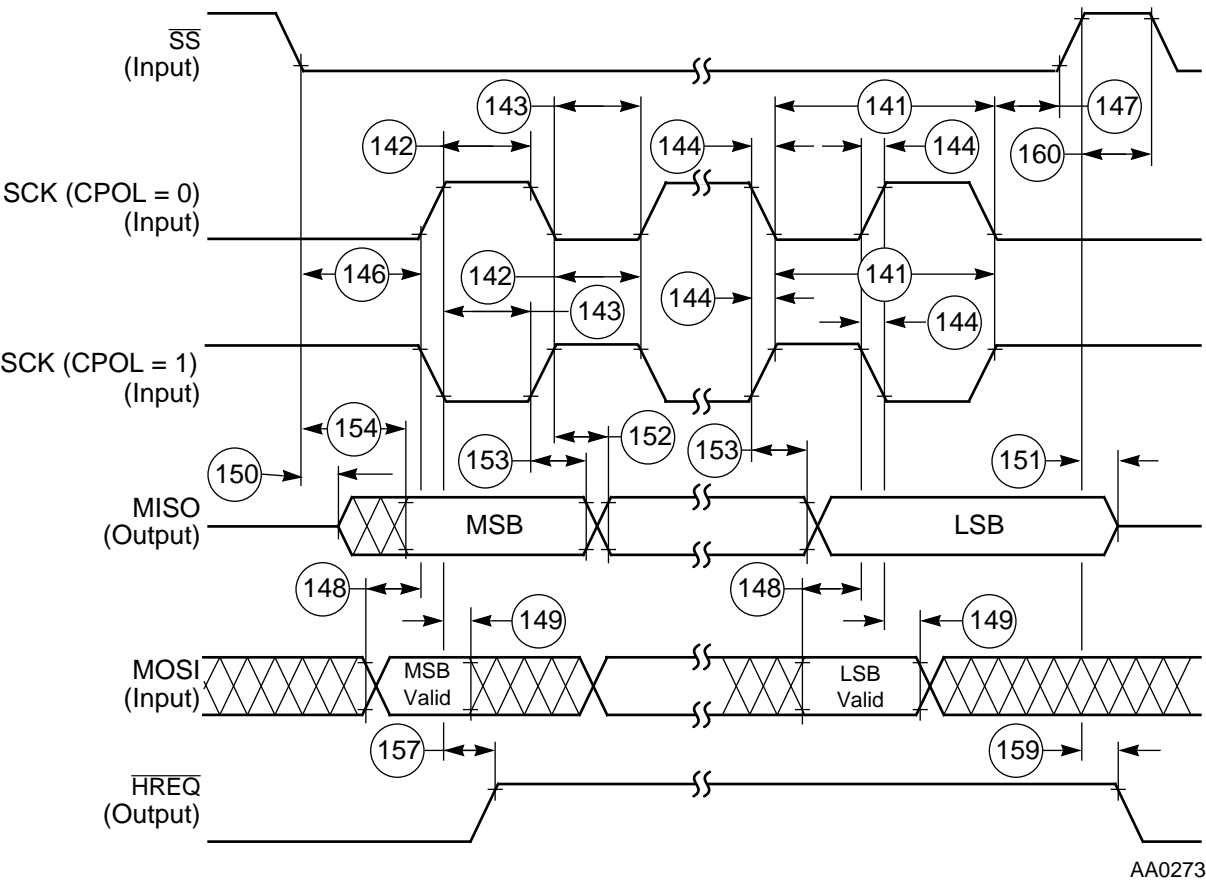 SS
(Input)
143
141
147
142
144
144
160
SCK (CPOL = 0)
(Input)
146
142
141
144
143
144
SCK (CPOL = 1)
(Input)
154
152
153
153
150
151
MISO
(Output)
MSB
LSB
148
148
149
149
MOSI
(Input)
MSB
Valid
LSB
Valid
157
159
HREQ
(Output)
AA0273